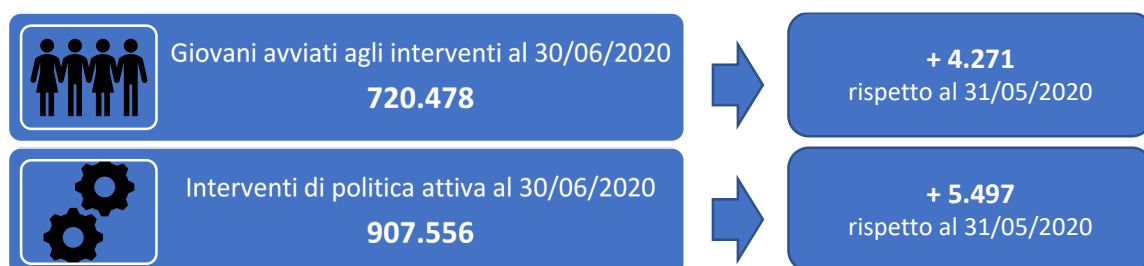 Giovani avviati agli interventi al 30/06/2020
720.478
+ 4.271
rispetto al 31/05/2020
Interventi di politica attiva al 30/06/2020
907.556
+ 5.497
rispetto al 31/05/2020